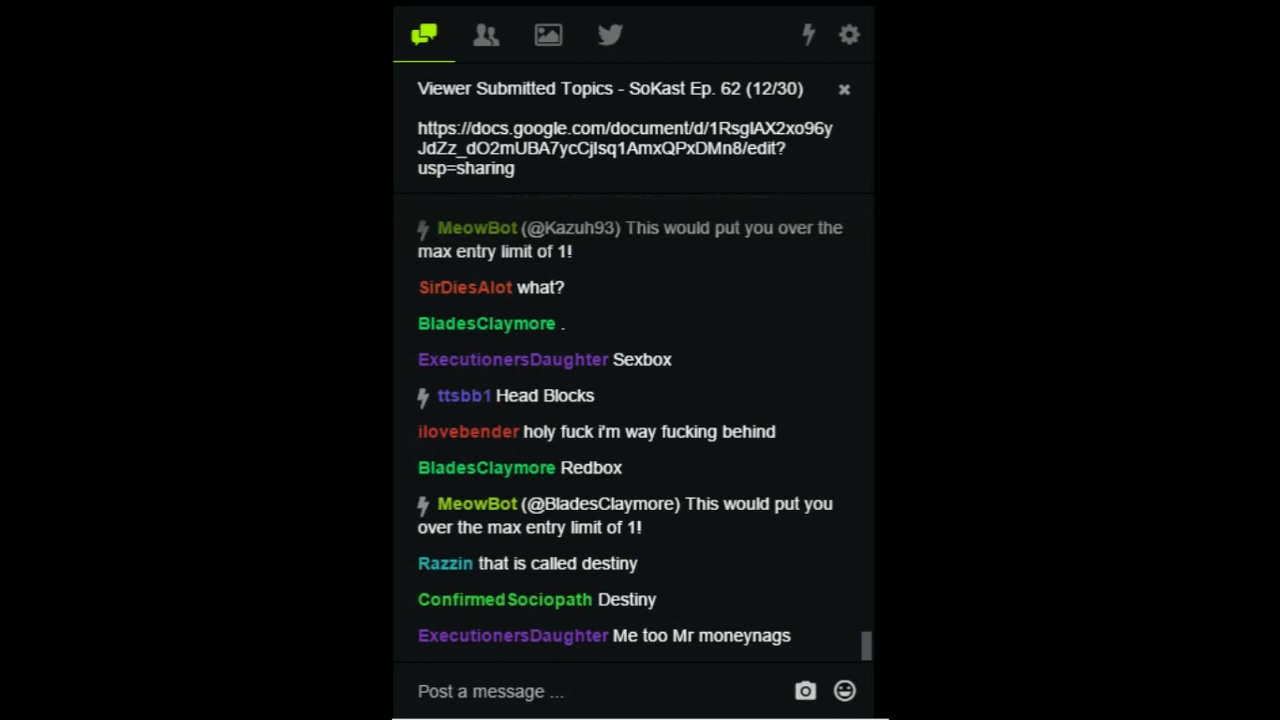 Viewer Submitted Topics - SoKast Ep. 62 (12/30)
https://docs.google.com/document/d/1RsglAX2xo96y
JdZz_dO2mUBA7ycCjlsq1AmxQPxDMn8/edit?
usp=sharing
MeowBot (@Kazuh93) This would put you over the
max entry limit of 1!
SirDiesAlot what?
BladesClaymore .
ExecutionersDaughter Sexbox
ttsbb1 Head Blocks
ilovebender holy fuck i'm way fucking behind
BladesClaymore Redbox
MeowBot (@BladesClaymore) This would put you
over the max entry limit of 1!
Razzin that is called destiny
ConfirmedSociopath Destiny
ExecutionersDaughter Me too Mr moneynags
Post a message ...